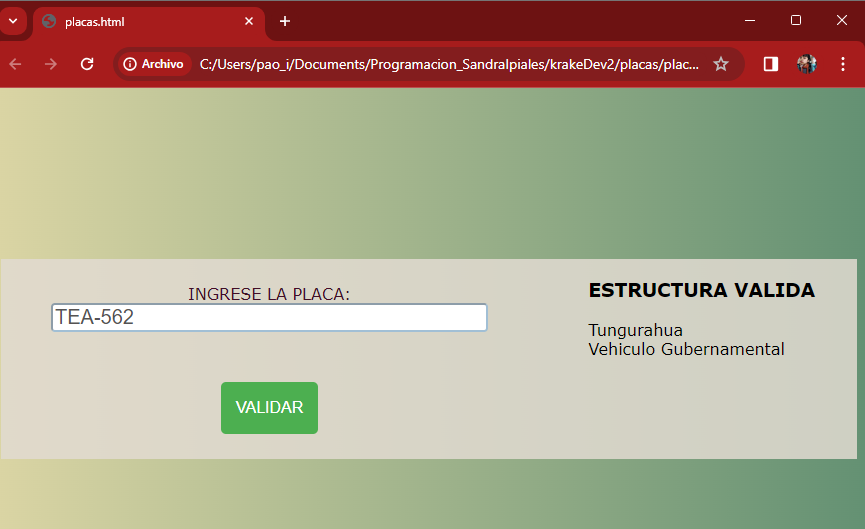 placas.html
Archivo
C:/Users/pao_i/Documents/Programacion_SandraIpiales/krakeDev2/placas/plac...
INGRESE LA PLACA:
TEA-562
VALIDAR
ESTRUCTURA VALIDA
Tungurahua
Vehiculo Gubernamental